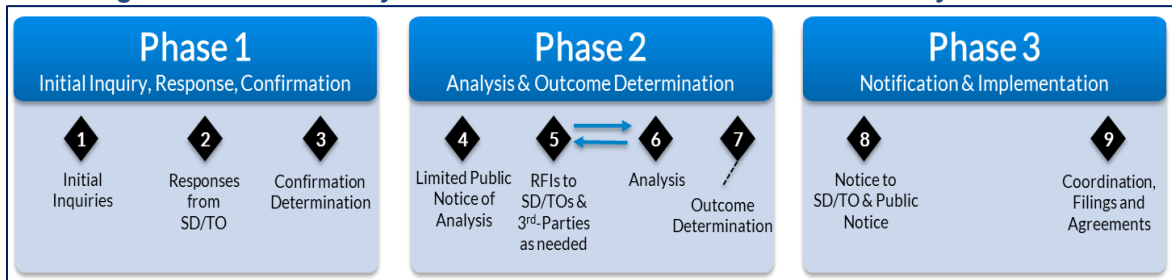 Phase 1
Initial Inquiry, Response, Confirmation
1
2
3
Initial
Inquiries
Responses
from
SD/TO
Confirmation
Determination
Phase 2
Analysis & Outcome Determination
4
5
6
7
Limited Public
Notice of
Analysis
RFIs to
SD/TOs &
3rd-Parties
as needed
Analysis
Outcome
Determination
Phase 3
Notification & Implementation
8
9
Notice to
SD/TO & Public
Notice
Coordination,
Filings and
Agreements